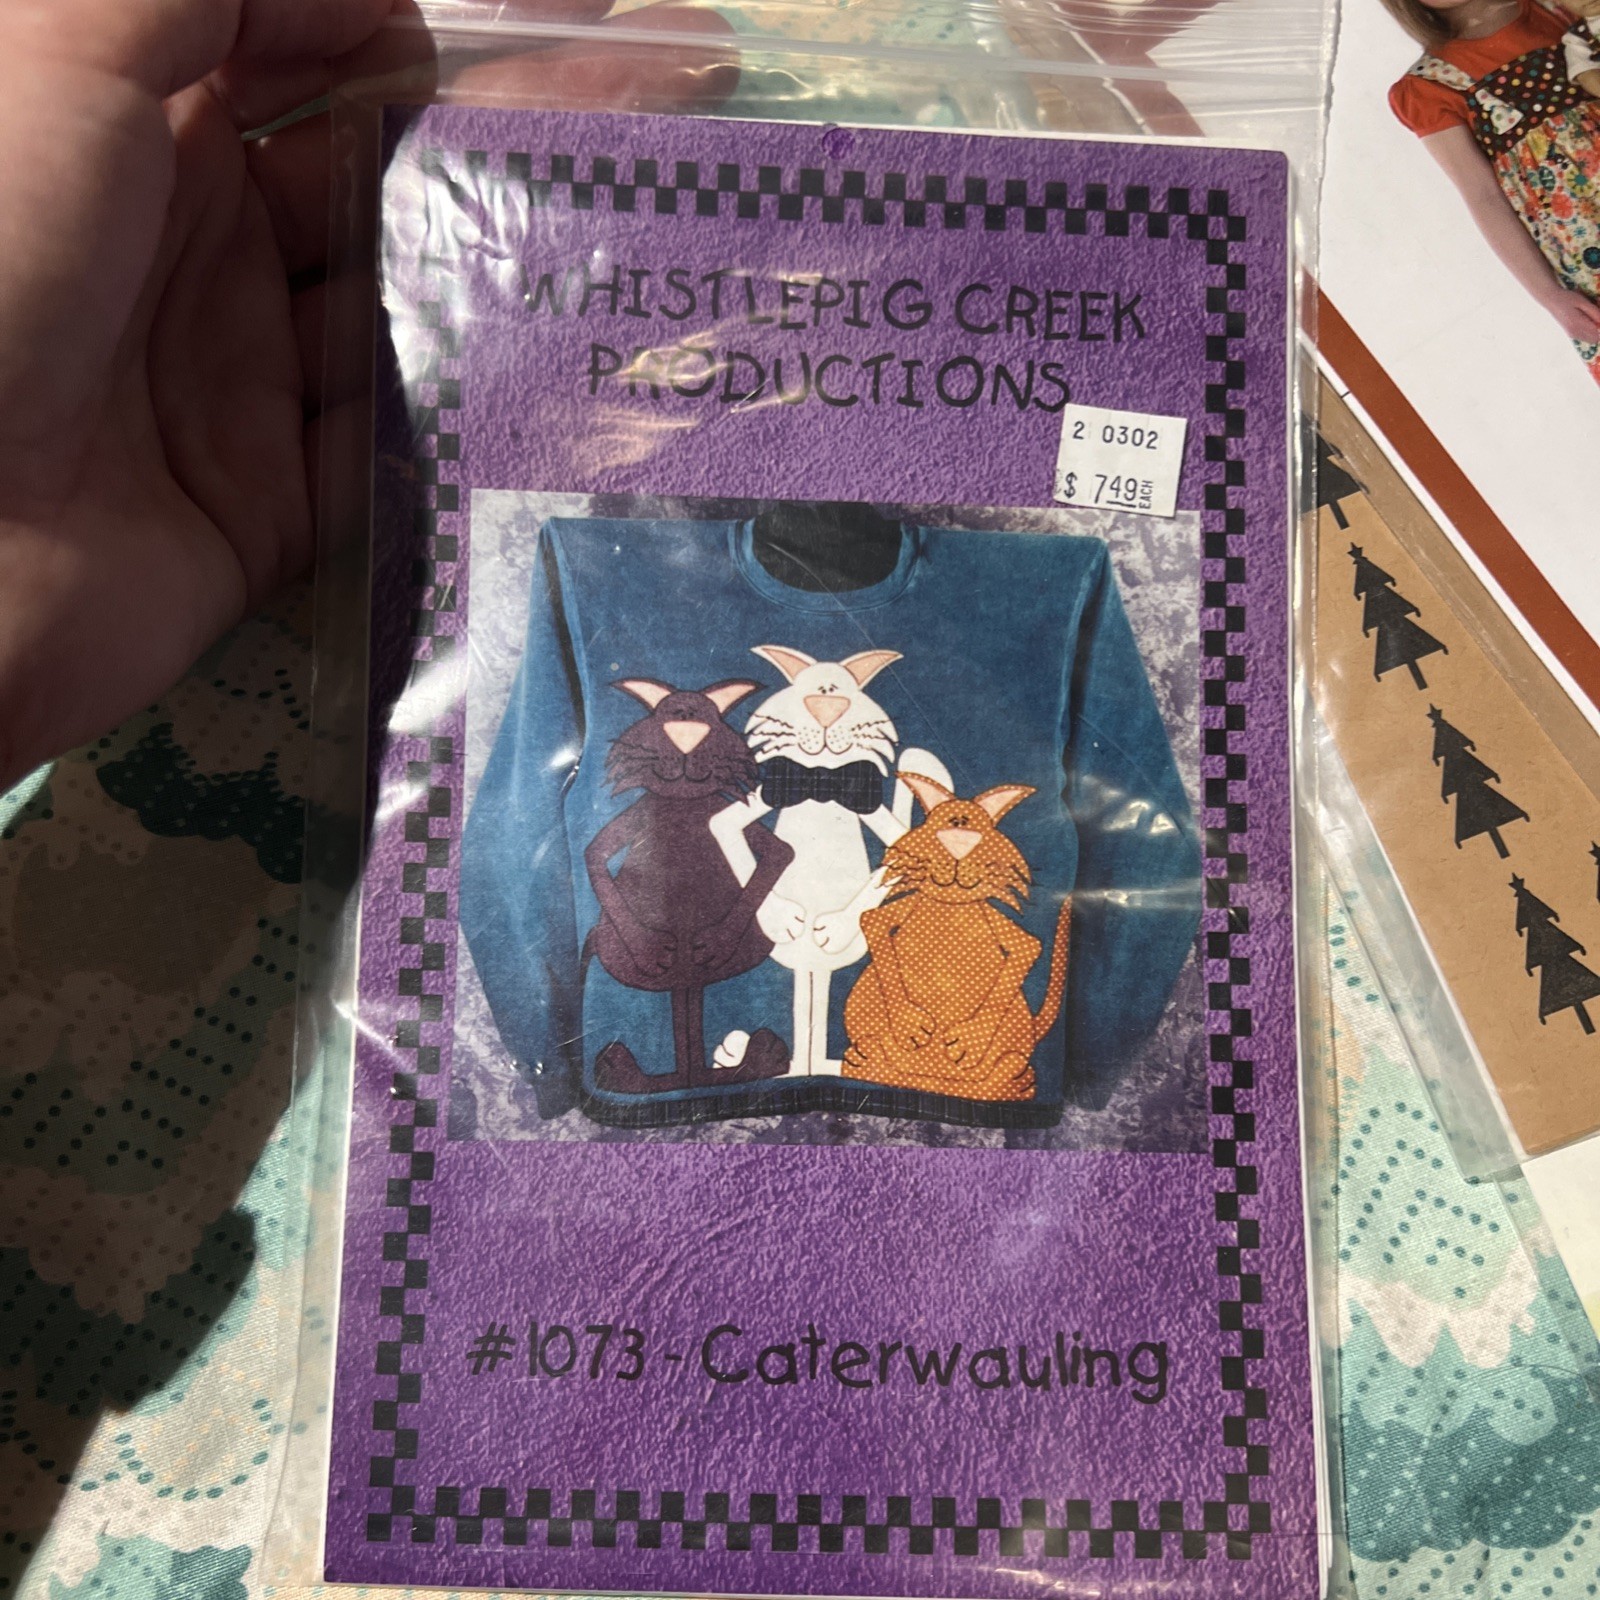 WHISTLEPIG CREEK
PRODUCTIONS
2 0302
$ 7.49 EACH
#1073 - Caterwauling